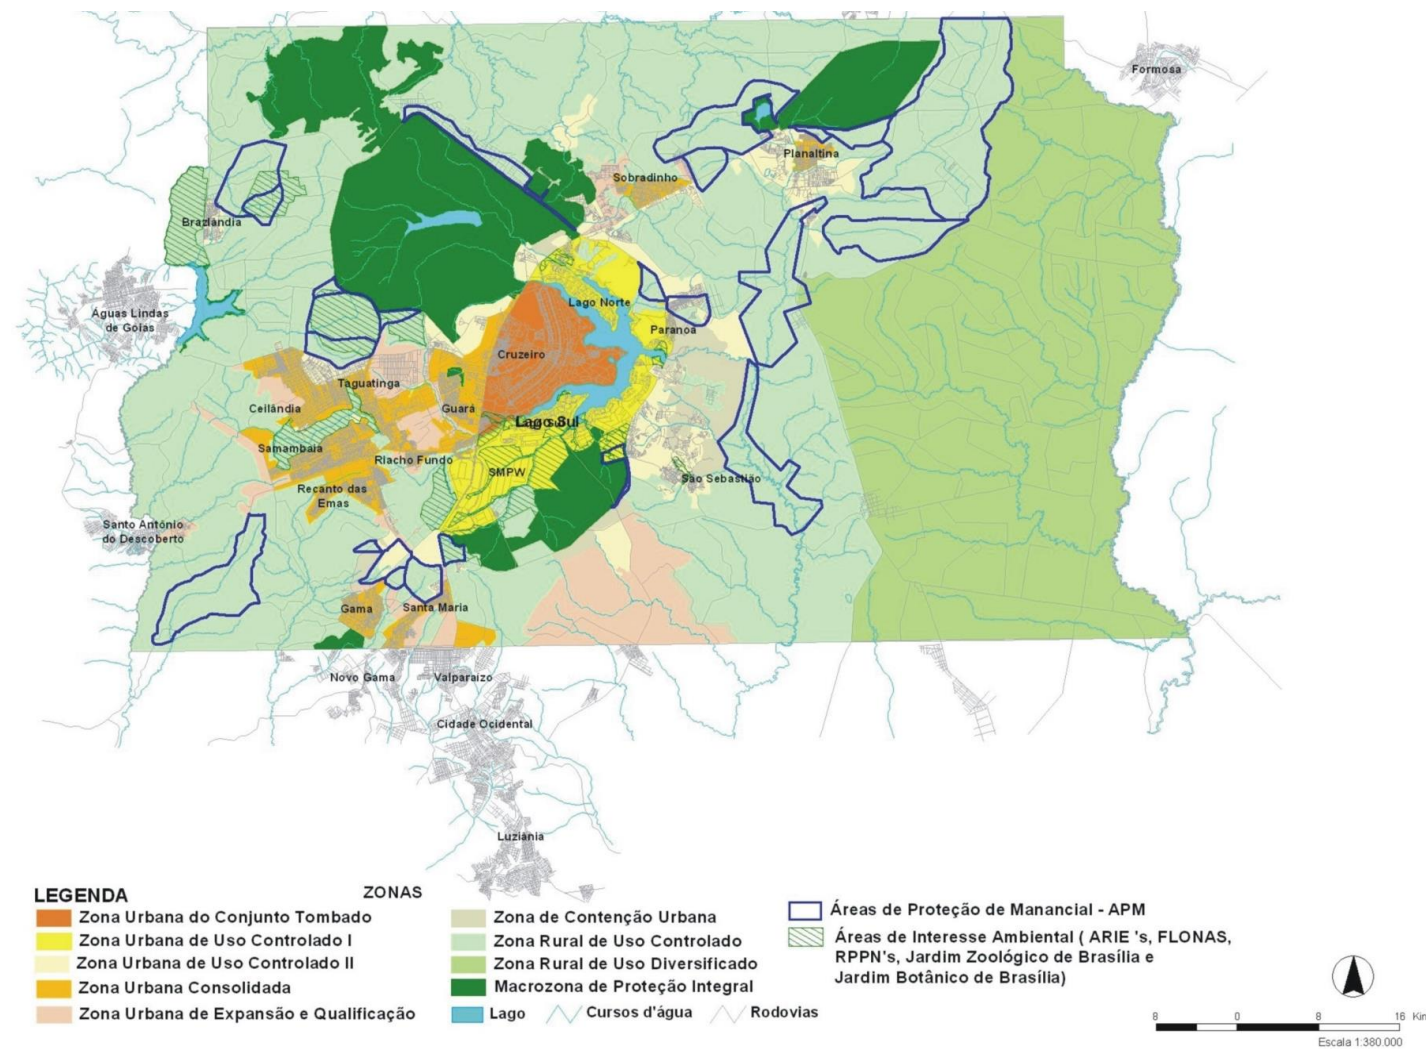 Formosa
Planaltina
Sobradinho
Brazlândia
Águas Lindas
de Goias
Lago Norte
Paranoá
Cruzeiro
Taguatinga
Ceilândia
Guará
Lago Sul
Samambaia
Riacho Fundo
SMPW
São Sebastião
Recanto das
Emas
Santo Antônio
do Descoberto
Gama
Santa Maria
Novo Gama
Valparaizo
Cidade Ocidental
Luziania
LEGENDA
ZONAS
Zona Urbana do Conjunto Tombado
Zona Urbana de Uso Controlado I
Zona Urbana de Uso Controlado II
Zona Urbana Consolidada
Zona Urbana de Expansão e Qualificação
Zona de Contenção Urbana
Zona Rural de Uso Controlado
Zona Rural de Uso Diversificado
Macrozona de Proteção Integral
Lago
Cursos d'água
Rodovias
Áreas de Proteção de Manancial - APM
Áreas de Interesse Ambiental ( ARIE 's, FLONAS,
RPPN's, Jardim Zoológico de Brasília e
Jardim Botânico de Brasília)
8 0 8 16 Km
Escala 1:380.000